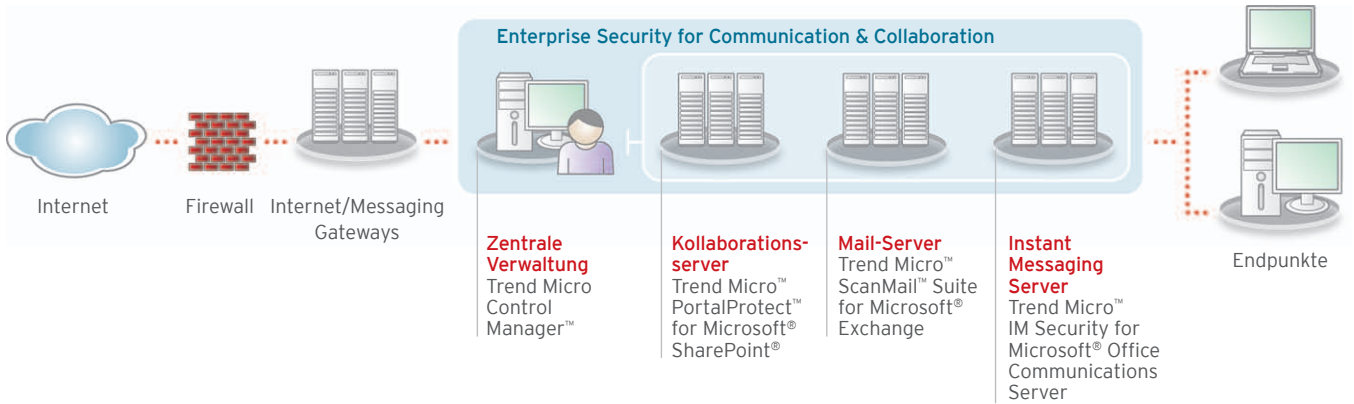 Enterprise Security for Communication & Collaboration
Internet
Firewall
Internet/Messaging
Gateways
Zentrale
Verwaltung
Trend Micro
Control
Manager™
Kollaborations-
server
Trend Micro™
PortalProtect™
for Microsoft®
SharePoint®
Mail-Server
Trend Micro™
ScanMail™ Suite
for Microsoft®
Exchange
Instant
Messaging
Server
Trend Micro™
IM Security for
Microsoft® Office
Communications
Server
Endpunkte